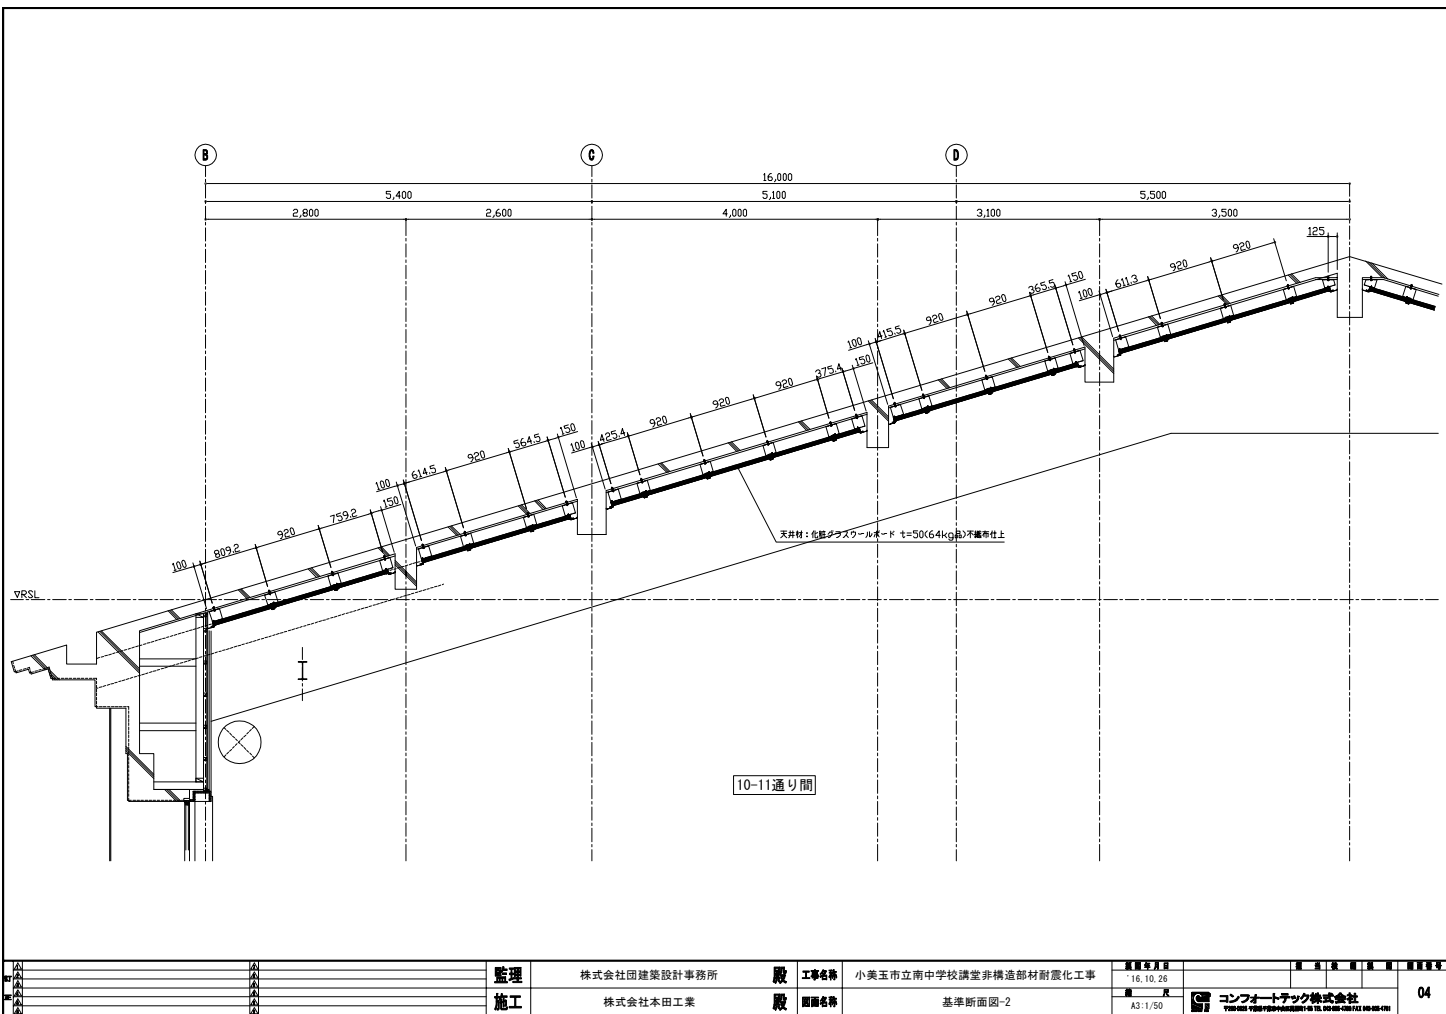 B
C
D
16,000
5,400
5,100
5,500
2,800
2,600
4,000
3,100
3,500
125
920
920
611.3
100
150
365.5
920
920
415.5
100
150
375.4
920
920
920
425.4
100
150
564.5
920
614.5
100
150
759.2
920
809.2
100
天井材：化粧グラスウールボード t=50(64kg品)不織布仕上
▽RSL
10-11通り間
監理
株式会社団建築設計事務所
殿
工事名称
小美玉市立南中学校講堂非構造部材耐震化工事
施工
株式会社本田工業
殿
図面名称
基準断面図-2
'16.10.26
A3:1/50
コンフォートテック株式会社
04